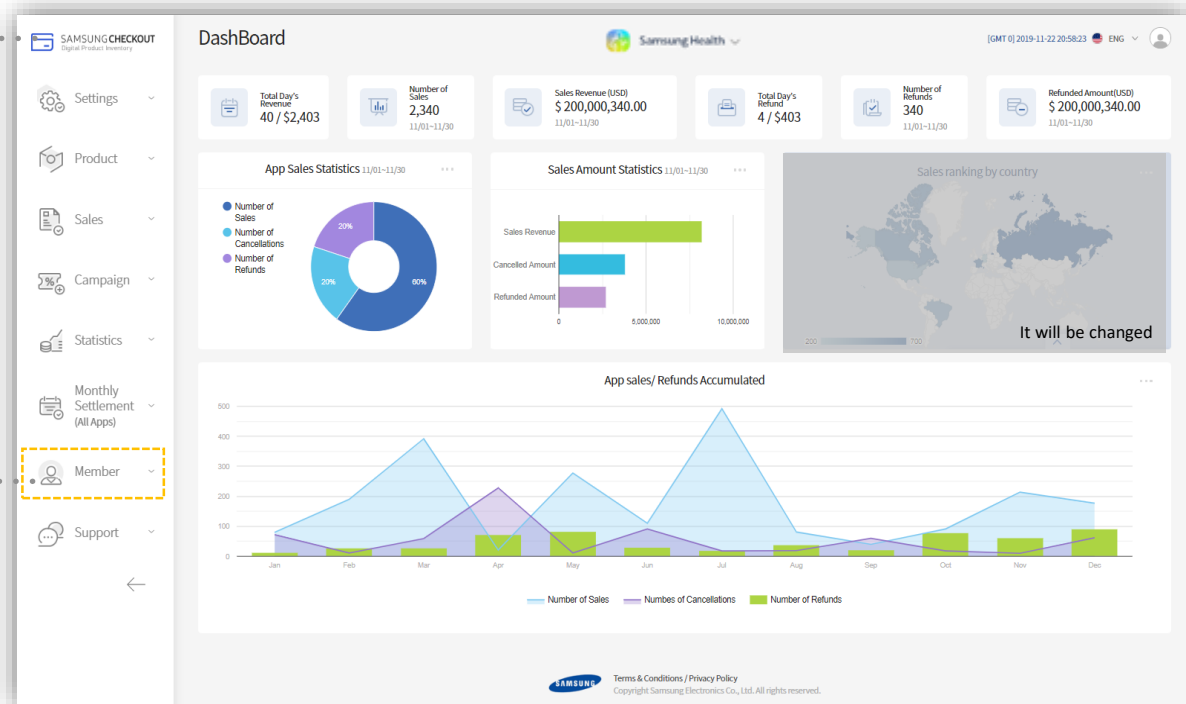 SAMSUNG CHECKOUT
Digital Product Inventory
DashBoard
Samsung Health
[GMT 0] 2019-11-22 20:58:23 ENG
Settings
Product
Sales
Campaign
Statistics
Monthly
Settlement
(All Apps)
Member
Support
Total Day's
Revenue
40 / $2,403
Number of
Sales
2,340
11/01~11/30
Sales Revenue (USD)
$ 200,000,340.00
11/01~11/30
Total Day's
Refund
4 / $403
Number of
Refunds
340
11/01~11/30
Refunded Amount(USD)
$ 200,000,340.00
11/01~11/30
App Sales Statistics 11/01~11/30
Number of
Sales
Number of
Cancellations
Number of
Refunds
20%
20%
60%
Sales Amount Statistics 11/01~11/30
Sales Revenue
Cancelled Amount
Refunded Amount
0 5,000,000 10,000,000
Sales ranking by country
200 700
It will be changed
App sales/ Refunds Accumulated
500
400
300
200
100
0
Jan Feb Mar Apr May Jun Jul Aug Sep Oct Nov Dec
Number of Sales Numbes of Cancellations Number of Refunds
SAMSUNG
Terms & Conditions / Privacy Policy
Copyright Samsung Electronics Co., Ltd. All rights reserved.